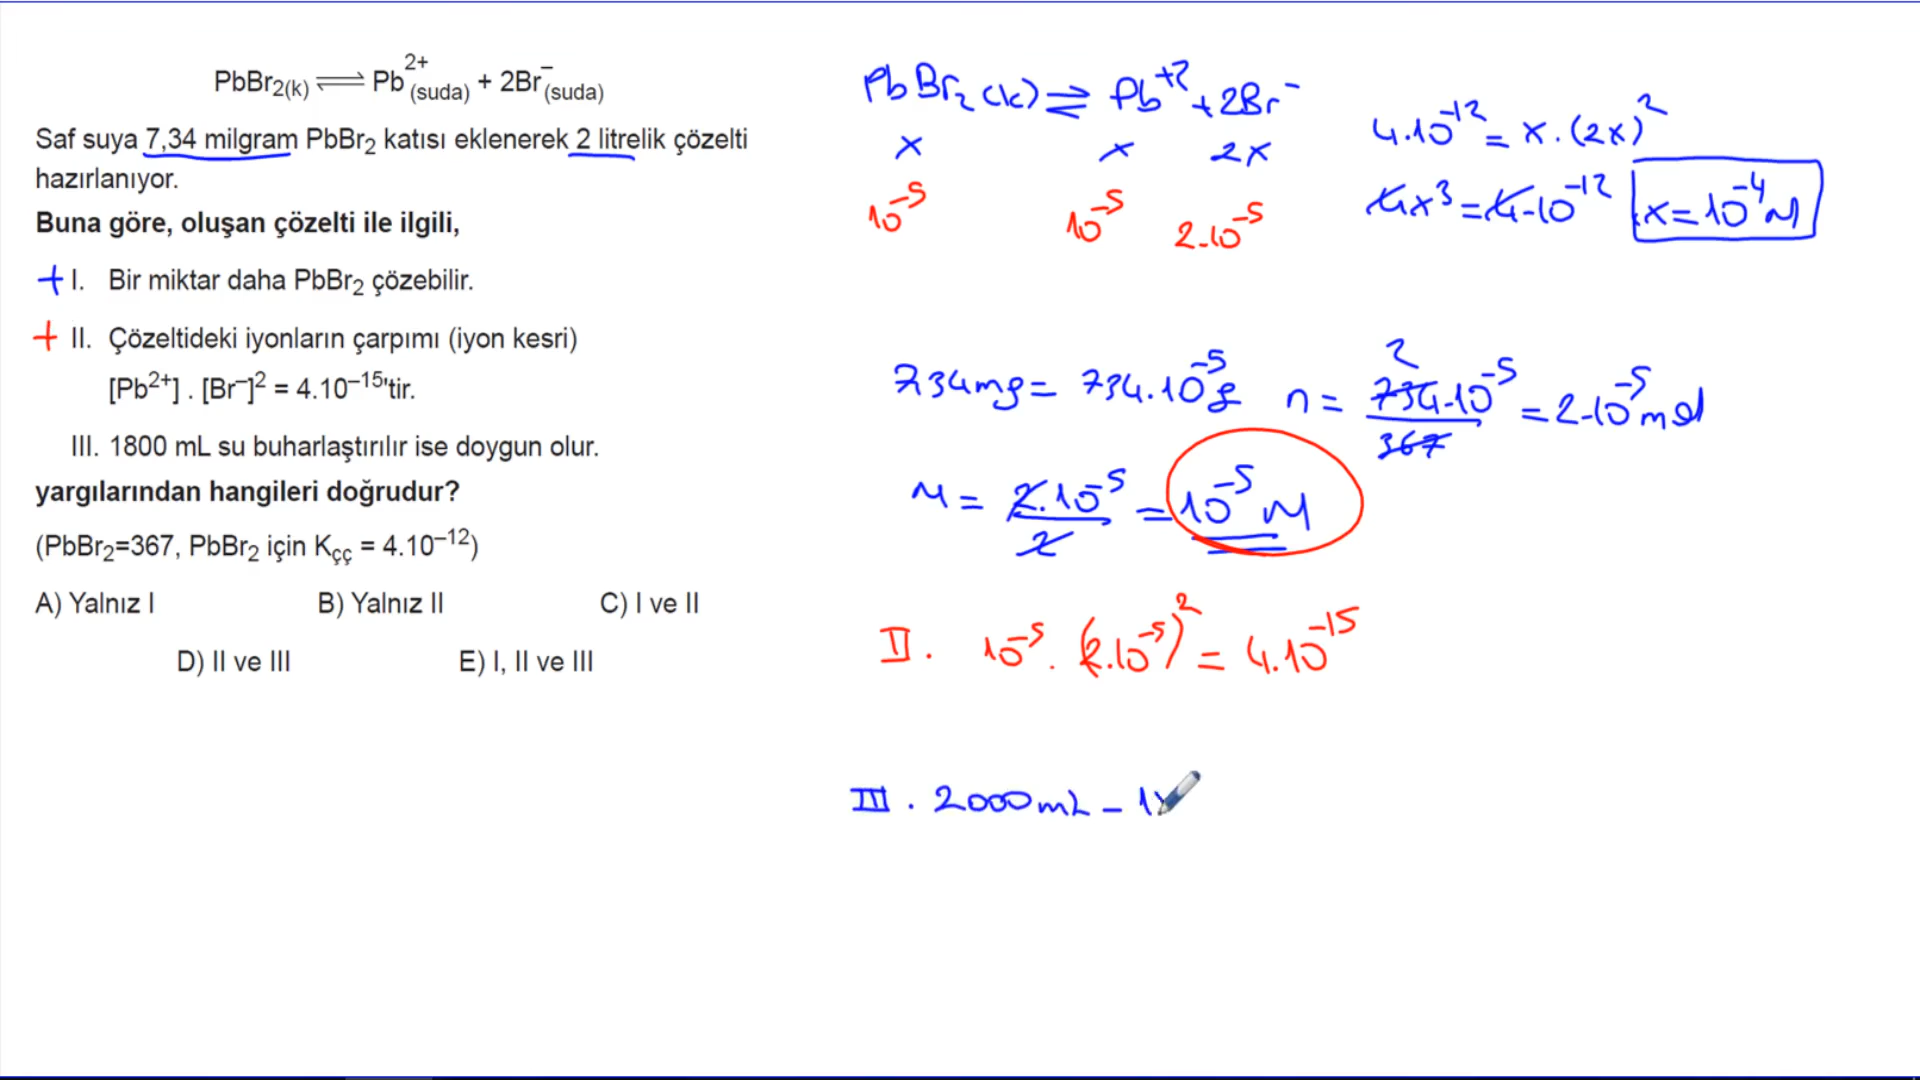 PbBr2(k) ⇌ Pb2+(suda) + 2Br−(suda)
Saf suya 7,34 miligram PbBr2 katısı eklenerek 2 litrelik çözelti
hazırlanıyor.
Buna göre, oluşan çözelti ile ilgili,
+ I. Bir miktar daha PbBr2 çözebilir.
+ II. Çözeltideki iyonların çarpımı (iyon kesri)
[Pb2+] . [Br−]2 = 4.10−15'tir.
III. 1800 mL su buharlaştırılır ise doygun olur.
yargılarından hangileri doğrudur?
(PbBr2=367, PbBr2 için Kçç = 4.10−12)
A) Yalnız I B) Yalnız II C) I ve II
D) II ve III E) I, II ve III
PbBr2(k) ⇌ Pb+2 + 2Br−
x x 2x
10−5 10−5 2.10−5
4.10−12 = x.(2x)2
4x3 = 4.10−12 x = 10−4 M
734mg = 734.10−5 g n = 734.10−5 / 367 = 2.10−5 mol
2
M = 2.10−5 / 2 = 10−5 M
II. 10−5 . (2.10−5)2 = 4.10−15
III. 2000mL − 1